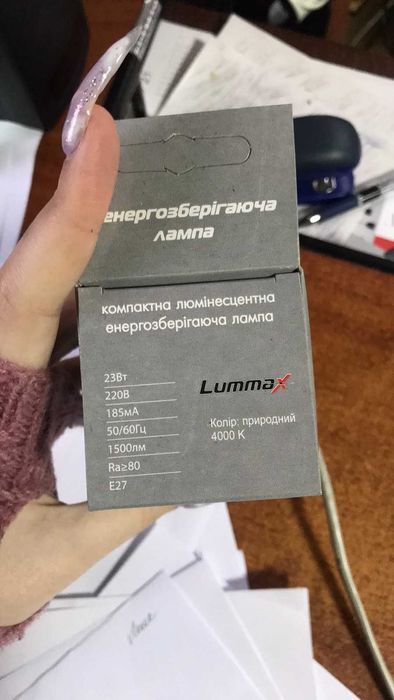 енергозберігаюча
лампа
компактна люмінесцентна
енергозберігаюча лампа
23Вт
220В
185мА
50/60Гц
1500лм
Ra≥80
E27
Lummax
Колір: природний
4000 К